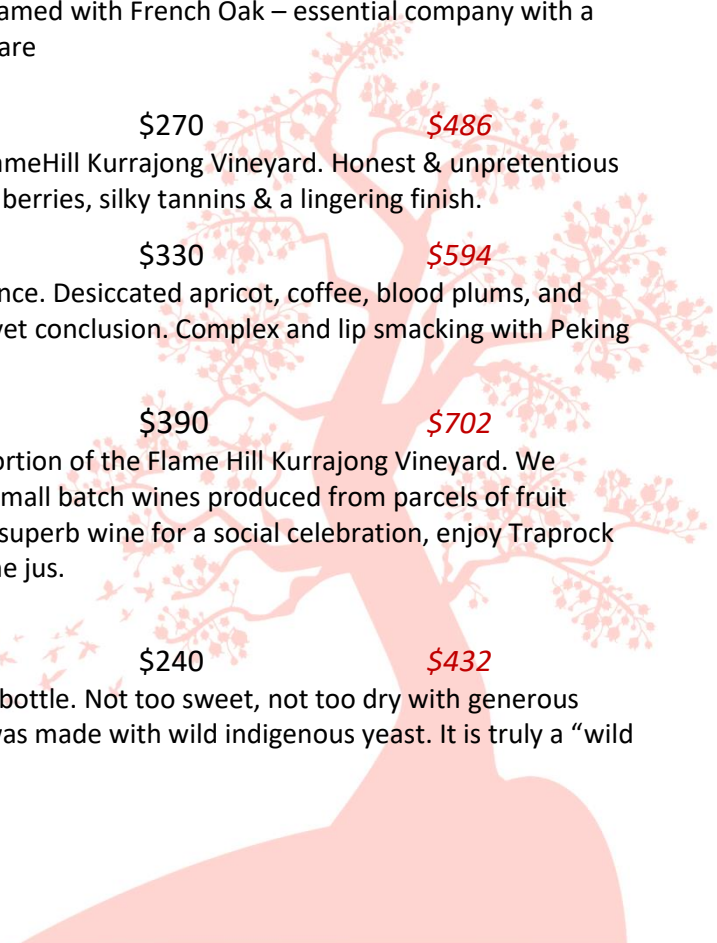 amed with French Oak – essential company with a
are
$270 $486
ameHill Kurrajong Vineyard. Honest & unpretentious
berries, silky tannins & a lingering finish.
$330 $594
nce. Desiccated apricot, coffee, blood plums, and
vet conclusion. Complex and lip smacking with Peking
$390 $702
ortion of the Flame Hill Kurrajong Vineyard. We
mall batch wines produced from parcels of fruit
superb wine for a social celebration, enjoy Traprock
ne jus.
$240 $432
bottle. Not too sweet, not too dry with generous
was made with wild indigenous yeast. It is truly a “wild